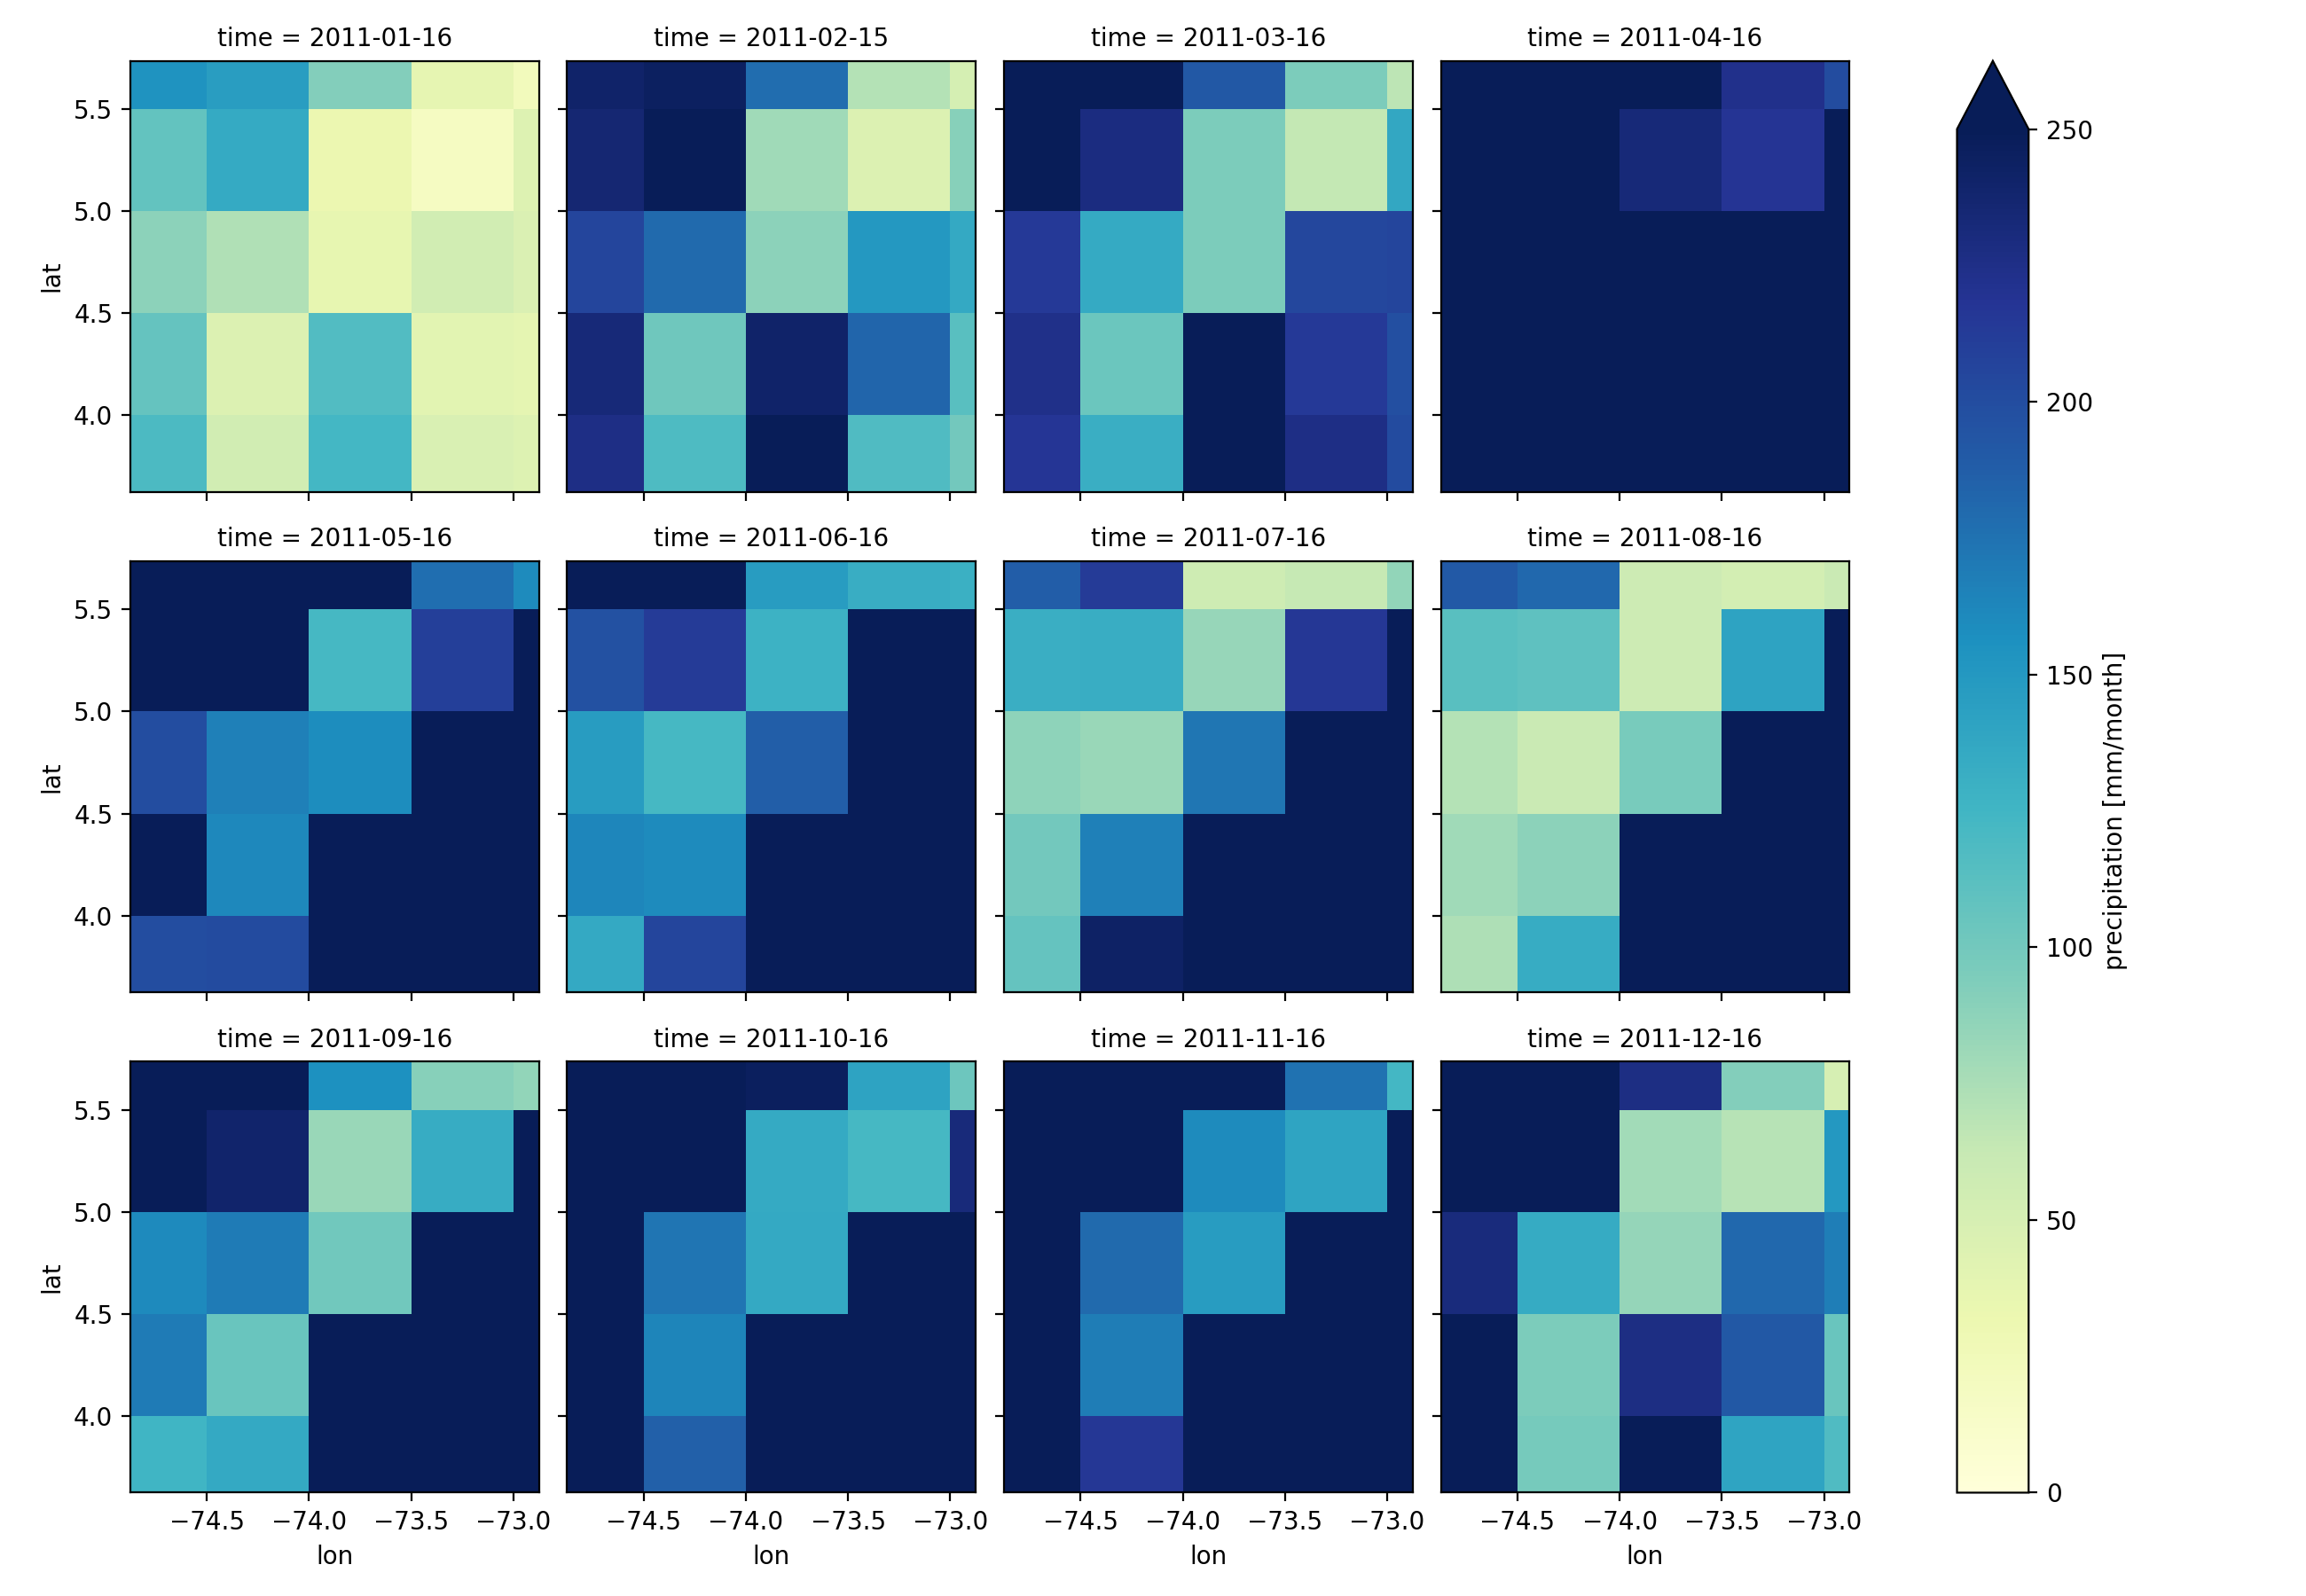 time = 2011-01-16
time = 2011-02-15
time = 2011-03-16
time = 2011-04-16
5.5
5.0
4.5
4.0
lat
time = 2011-05-16
time = 2011-06-16
time = 2011-07-16
time = 2011-08-16
5.5
5.0
4.5
4.0
lat
time = 2011-09-16
time = 2011-10-16
time = 2011-11-16
time = 2011-12-16
5.5
5.0
4.5
4.0
lat
−74.5 −74.0 −73.5 −73.0
lon
−74.5 −74.0 −73.5 −73.0
lon
−74.5 −74.0 −73.5 −73.0
lon
−74.5 −74.0 −73.5 −73.0
lon
250
200
150
100
50
0
precipitation [mm/month]